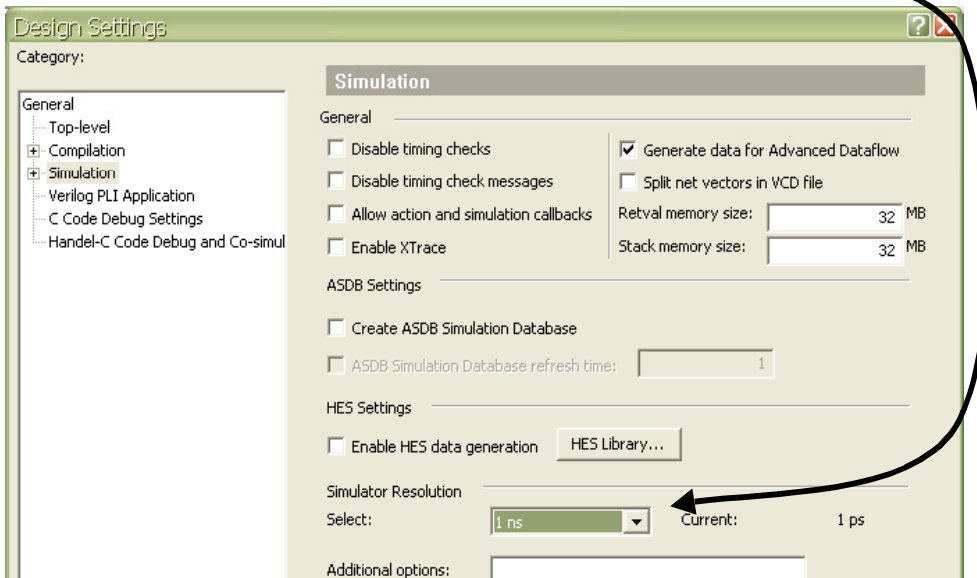 Design Settings
Category:
General
Top-level
Compilation
Simulation
Verilog PLI Application
C Code Debug Settings
Handel-C Code Debug and Co-simul
Simulation
General
Disable timing checks
Disable timing check messages
Allow action and simulation callbacks
Enable XTrace
Generate data for Advanced Dataflow
Split net vectors in VCD file
Retval memory size: 32 MB
Stack memory size: 32 MB
ASDB Settings
Create ASDB Simulation Database
ASDB Simulation Database refresh time: 1
HES Settings
Enable HES data generation HES Library...
Simulator Resolution
Select: 1 ns Current: 1 ps
Additional options: